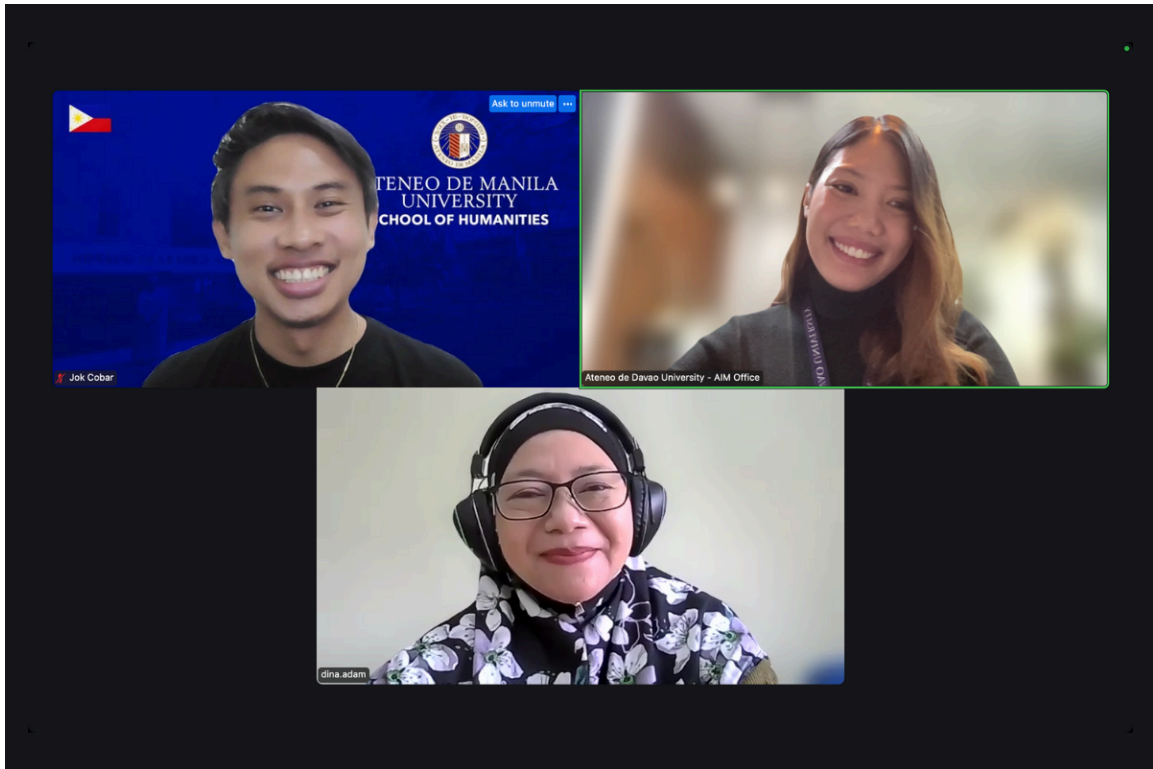 Ask to unmute
TENEO DE MANILA
UNIVERSITY
CHOOL OF HUMANITIES
Jok Cobar
Ateneo de Davao University - AIM Office
dina.adam